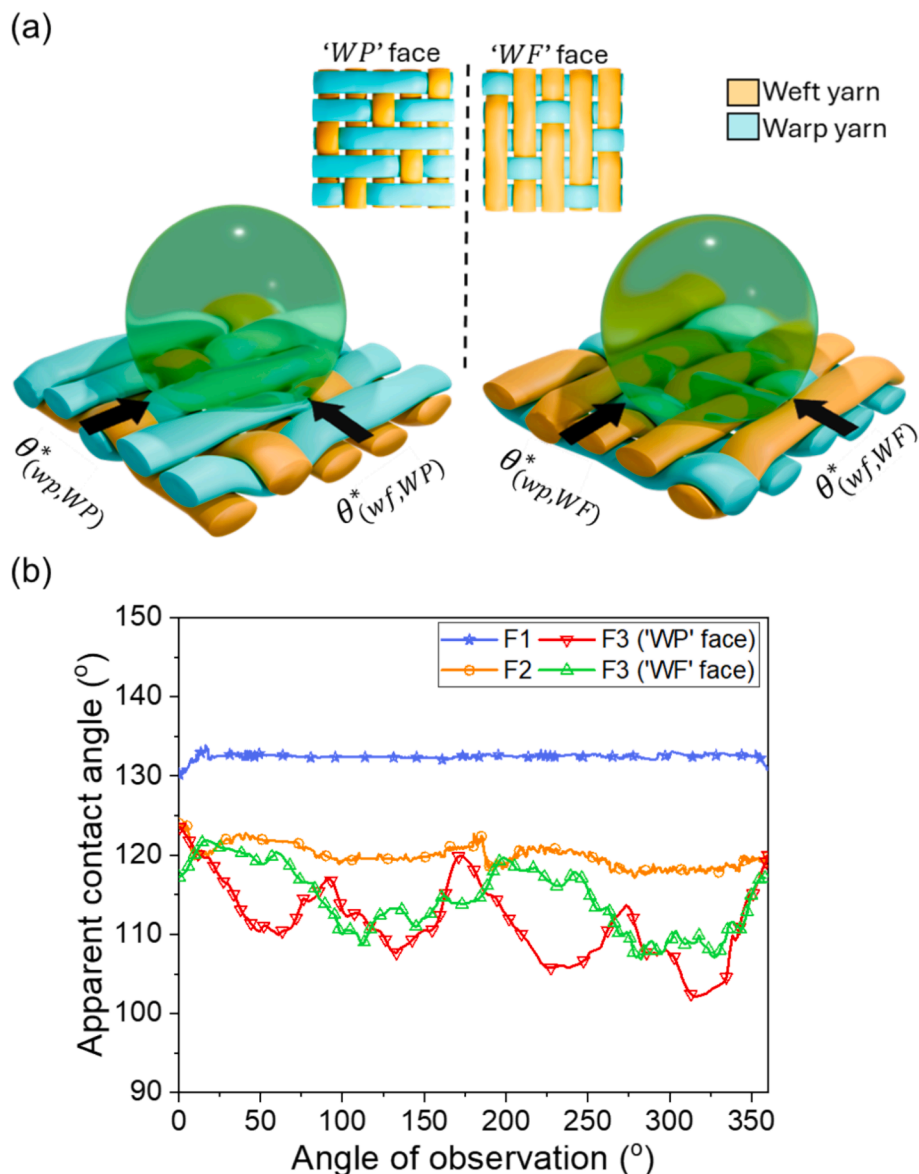 (a)
‘WP’ face
‘WF’ face
Weft yarn
Warp yarn
θ*(wp,WP)
θ*(wf,WP)
θ*(wp,WF)
θ*(wf,WF)
(b)
F1
F3 ('WP' face)
F2
F3 ('WF' face)
150
140
130
120
110
100
90
Apparent contact angle (°)
0 50 100 150 200 250 300 350
Angle of observation (°)